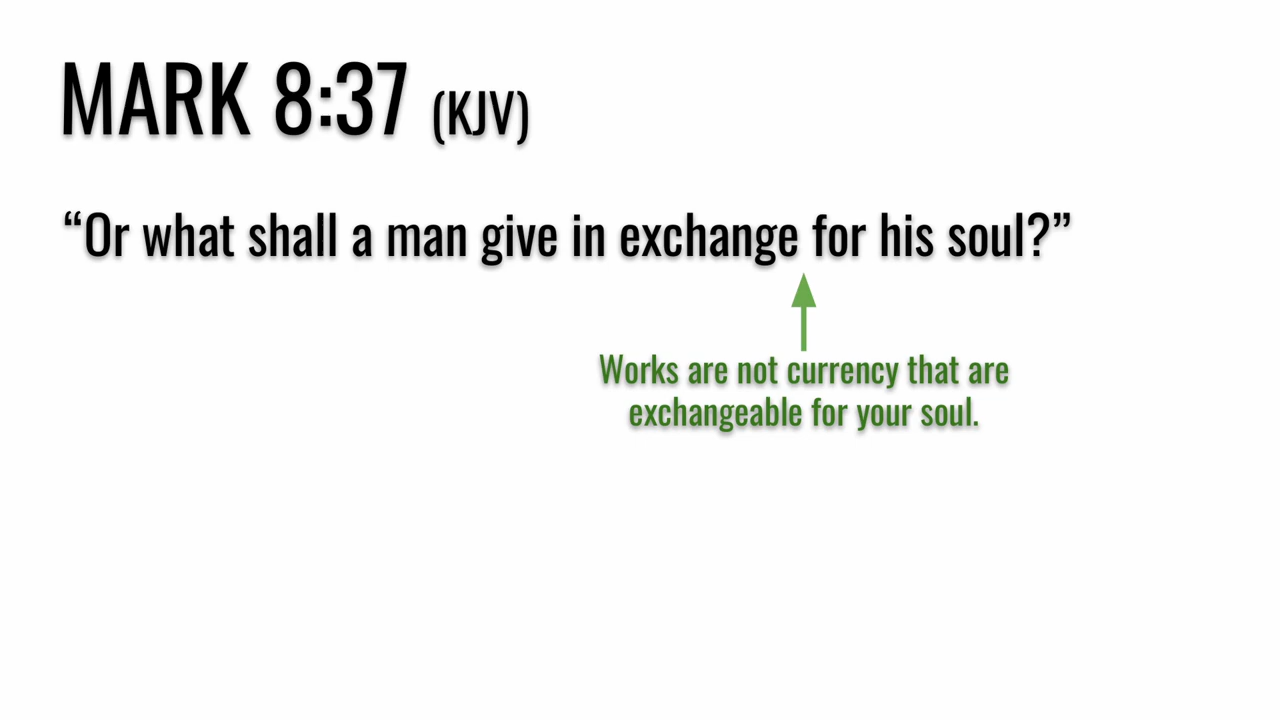 MARK 8:37 (KJV)
“Or what shall a man give in exchange for his soul?”
Works are not currency that are
exchangeable for your soul.